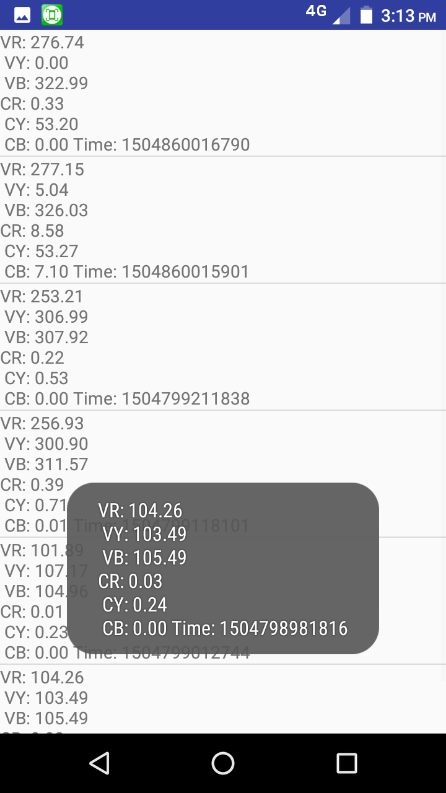 4G 3:13 PM
VR: 276.74
VY: 0.00
VB: 322.99
CR: 0.33
CY: 53.20
CB: 0.00 Time: 1504860016790
VR: 277.15
VY: 5.04
VB: 326.03
CR: 8.58
CY: 53.27
CB: 7.10 Time: 1504860015901
VR: 253.21
VY: 306.99
VB: 307.92
CR: 0.22
CY: 0.53
CB: 0.00 Time: 1504799211838
VR: 256.93
VY: 300.90
VB: 311.57
CR: 0.39
CY: 0.71
CB: 0.01 Time: 1504799118101
VR: 101.89
VY: 107.17
VB: 104.96
CR: 0.01
CY: 0.23
CB: 0.00 Time: 1504799012744
VR: 104.26
VY: 103.49
VB: 105.49
CR: 0.03
CY: 0.24
CB: 0.00 Time: 1504798981816
VR: 104.26
VY: 103.49
VB: 105.49